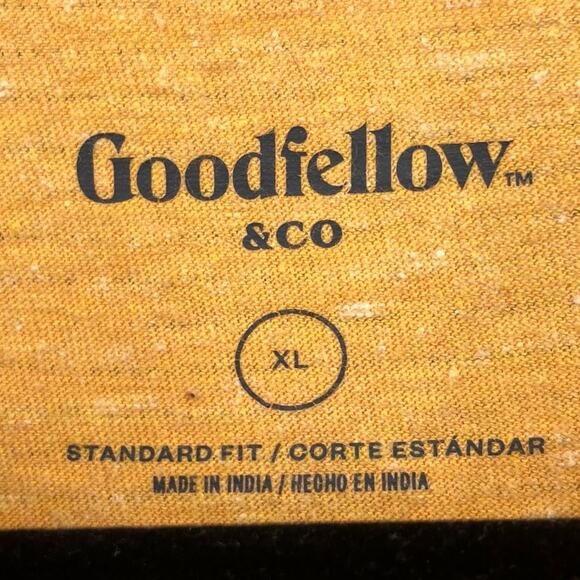 Goodfellow™
&CO
XL
STANDARD FIT / CORTE ESTÁNDAR
MADE IN INDIA / HECHO EN INDIA